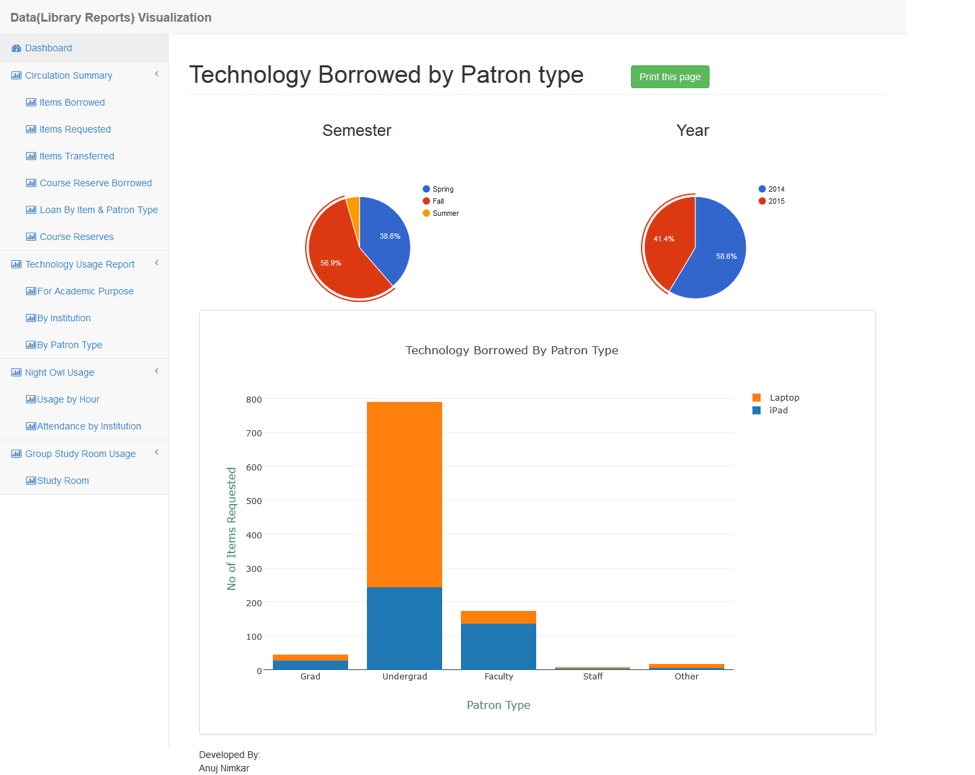 Data(Library Reports) Visualization
Dashboard
Circulation Summary
Items Borrowed
Items Requested
Items Transferred
Course Reserve Borrowed
Loan By Item & Patron Type
Course Reserves
Technology Usage Report
For Academic Purpose
By Institution
By Patron Type
Night Owl Usage
Usage by Hour
Attendance by Institution
Group Study Room Usage
Study Room
Technology Borrowed by Patron type
Print this page
Semester
Spring
Fall
Summer
38.6%
56.9%
Year
2014
2015
41.4%
58.6%
Technology Borrowed By Patron Type
Laptop
iPad
No of Items Requested
800
700
600
500
400
300
200
100
0
Grad Undergrad Faculty Staff Other
Patron Type
Developed By:
Anuj Nimkar